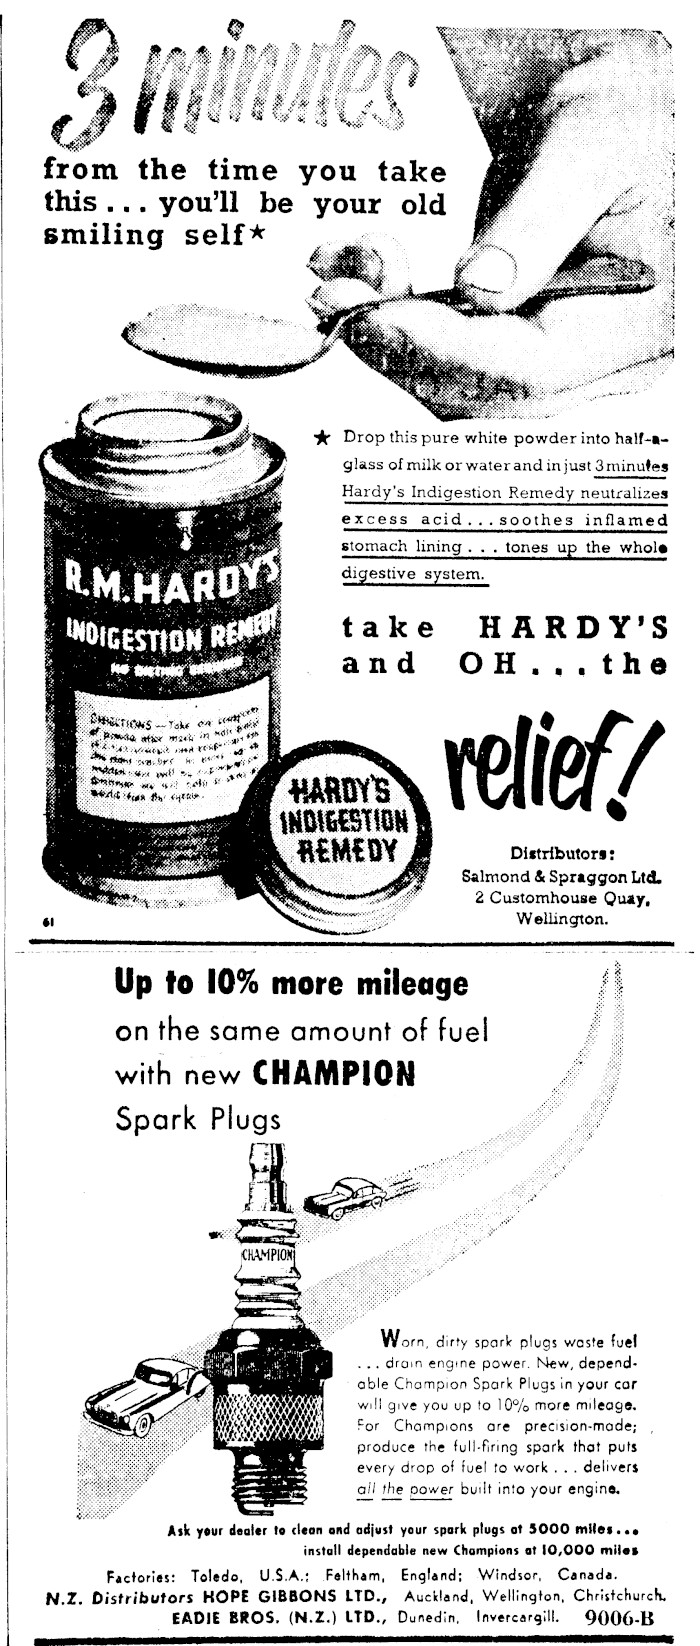 3 minutes
from the time you take
this... you'll be your old
smiling self★
★ Drop this pure white powder into half-a-
glass of milk or water and in just 3 minutes
Hardy's Indigestion Remedy neutralizes
excess acid... soothes inflamed
stomach lining... tones up the whole
digestive system.
R.M.HARDY'S
INDIGESTION REMEDY
DIRECTIONS — Take one
take HARDY'S
and OH...the
relief!
HARDY'S
INDIGESTION
REMEDY
Distributors:
Salmond & Spraggon Ltd.
2 Customhouse Quay,
Wellington.
61
Up to 10% more mileage
on the same amount of fuel
with new CHAMPION
Spark Plugs
CHAMPION
Worn, dirty spark plugs waste fuel
... drain engine power. New, depend-
able Champion Spark Plugs in your car
will give you up to 10% more mileage.
For Champions are precision-made;
produce the full-firing spark that puts
every drop of fuel to work... delivers
all the power built into your engine.
Ask your dealer to clean and adjust your spark plugs at 5000 miles...
install dependable new Champions at 10,000 miles
Factories: Toledo, U.S.A.: Feltham, England; Windsor, Canada.
N.Z. Distributors HOPE GIBBONS LTD., Auckland, Wellington, Christchurch.
EADIE BROS. (N.Z.) LTD., Dunedin, Invercargill. 9006-B